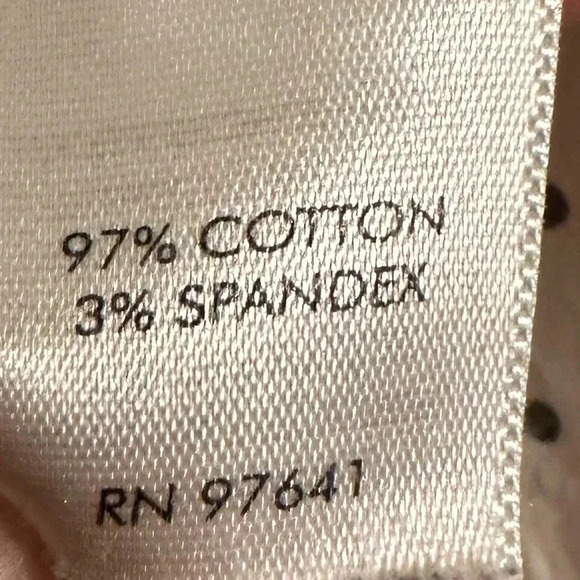 97% COTTON
3% SPANDEX
RN 97641